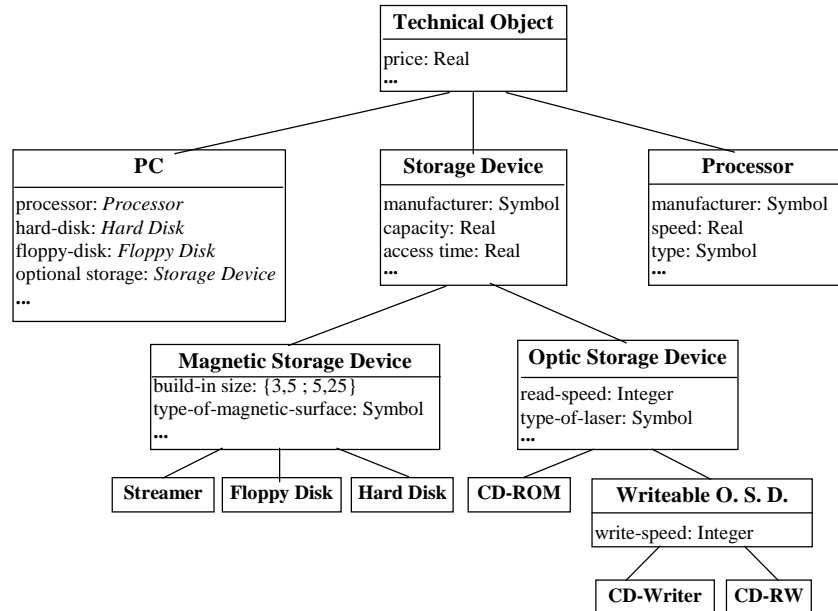 Technical Object
price: Real
...
PC
processor: Processor
hard-disk: Hard Disk
floppy-disk: Floppy Disk
optional storage: Storage Device
...
Storage Device
manufacturer: Symbol
capacity: Real
access time: Real
...
Processor
manufacturer: Symbol
speed: Real
type: Symbol
...
Magnetic Storage Device
build-in size: {3,5 ; 5,25}
type-of-magnetic-surface: Symbol
...
Optic Storage Device
read-speed: Integer
type-of-laser: Symbol
...
Streamer
Floppy Disk
Hard Disk
CD-ROM
Writeable O. S. D.
write-speed: Integer
CD-Writer
CD-RW